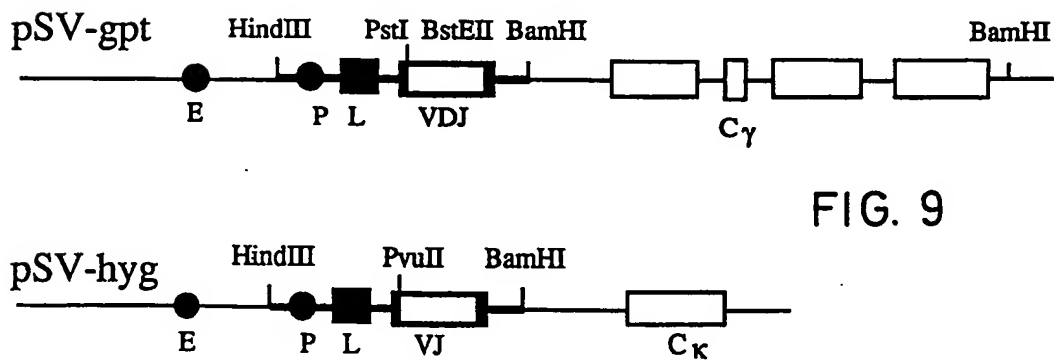 pSV-gpt
HindIII PstI BstEII BamHI BamHI
E P L VDJ Cγ
FIG. 9
pSV-hyg
HindIII PvuII BamHI
E P L VJ Cκ